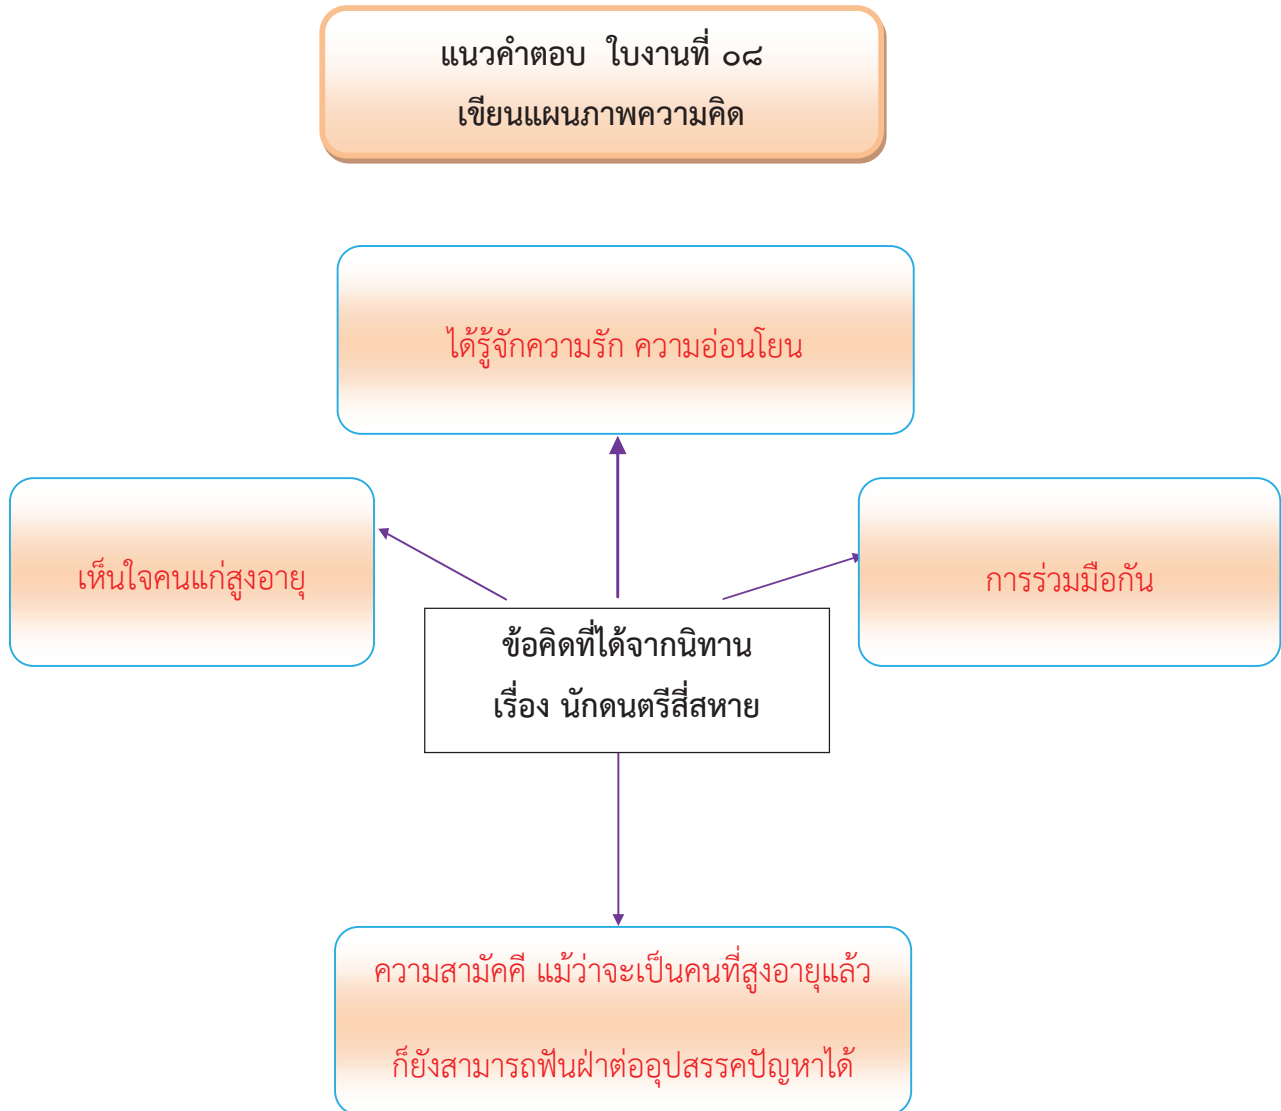 แนวคำตอบ ใบงานที่ ๐๘
เขียนแผนภาพความคิด
ได้รู้จักความรัก ความอ่อนโยน
เห็นใจคนแก่สูงอายุ
การร่วมมือกัน
ข้อคิดที่ได้จากนิทาน
เรื่อง นักดนตรีสี่สหาย
ความสามัคคี แม้ว่าจะเป็นคนที่สูงอายุแล้ว
ก็ยังสามารถฟันฝ่าต่ออุปสรรคปัญหาได้